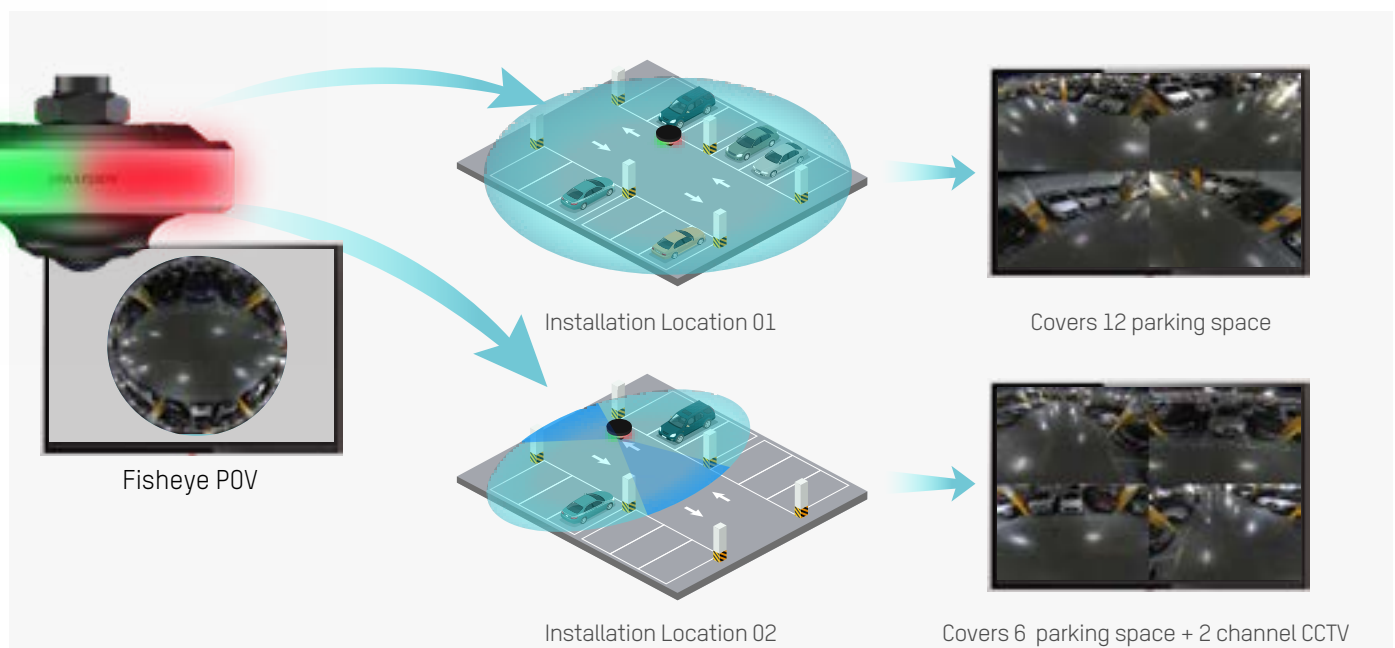 Installation Location 01
Covers 12 parking space
Fisheye POV
Installation Location 02
Covers 6  parking space + 2 channel CCTV